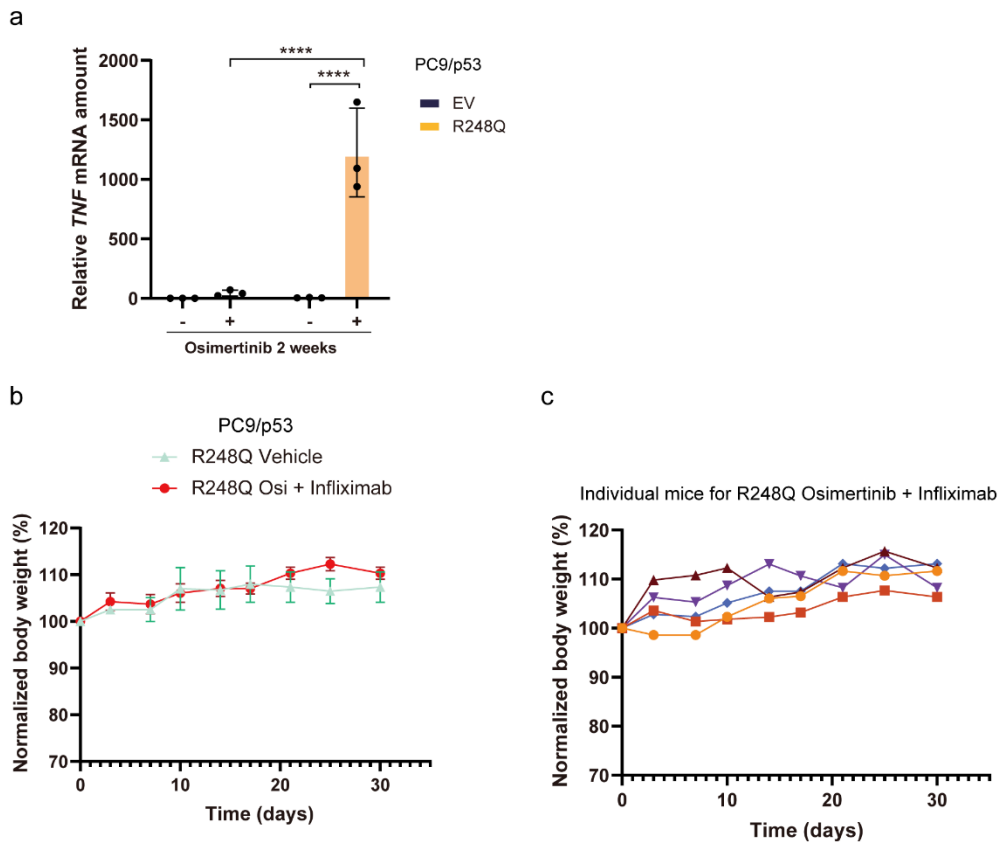 a
Relative TNF mRNA amount
2000
1500
1000
500
0
****
****
PC9/p53
EV
R248Q
- + - +
Osimertinib 2 weeks
b
PC9/p53
R248Q Vehicle
R248Q Osi + Infliximab
Normalized body weight (%)
120
110
100
90
80
70
0 10 20 30
Time (days)
c
Individual mice for R248Q Osimertinib + Infliximab
Normalized body weight (%)
120
110
100
90
80
70
0 10 20 30
Time (days)